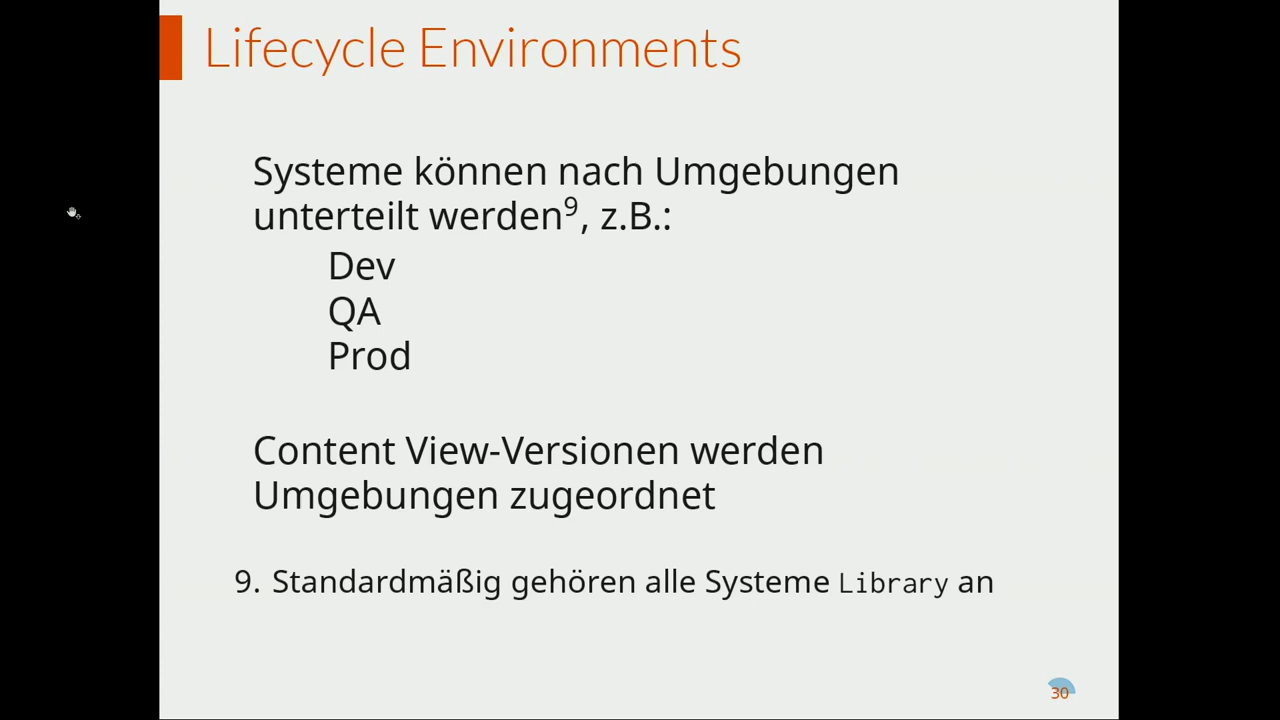 Lifecycle Environments
Systeme können nach Umgebungen
unterteilt werden⁹, z.B.:
Dev
QA
Prod
Content View-Versionen werden
Umgebungen zugeordnet
9. Standardmäßig gehören alle Systeme Library an
30